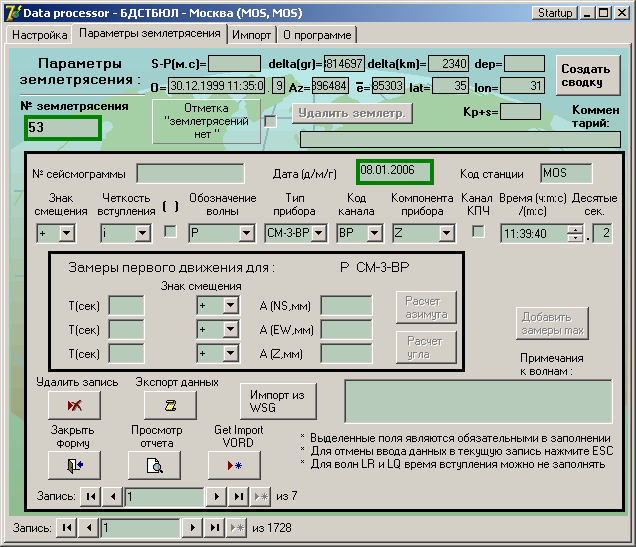 Data processor - БДСТБЮЛ - Москва (MOS, MOS) Startup
Настройка Параметры землетрясения Импорт О программе
Параметры землетрясения :
S-P(м.с)= delta(gr)= 3814697 delta(км)= 2340 dep=
O= 30.12.1999 11:35:0 . 9 Az= 396484 e= 85303 lat= 35 lon= 31
Создать сводку
№ землетрясения
53
Отметка "землетрясений нет "
Удалить землетр.
Kp+s=
Коммен тарий:
№ сейсмограммы Дата (д/м/г) 08.01.2006 Код станции MOS
Знак смещения Четкость вступления ( ) Обозначение волны Тип прибора Код канала Компонента прибора Канал КПЧ Время (ч:m:c) /(m:c) Десятые сек.
+ i P СМ-3-ВР BP Z 11:39:40 . 2
Замеры первого движения для : P СМ-3-ВР
Знак смещения
T(сек) + A (NS,мм)
T(сек) + A (EW,мм)
T(сек) + A (Z,мм)
Расчет азимута
Расчет угла
Добавить замеры max
Примечания к волнам :
Удалить запись Экспорт данных
Импорт из WSG
Закрыть форму Просмотр отчета Get Import VORD
* Выделенные поля являются обязательными в заполнении
* Для отмены ввода данных в текущую запись нажмите ESC
* Для волн LR и LQ время вступления можно не заполнять
Запись: 1 из 7
Запись: 1 из 1728